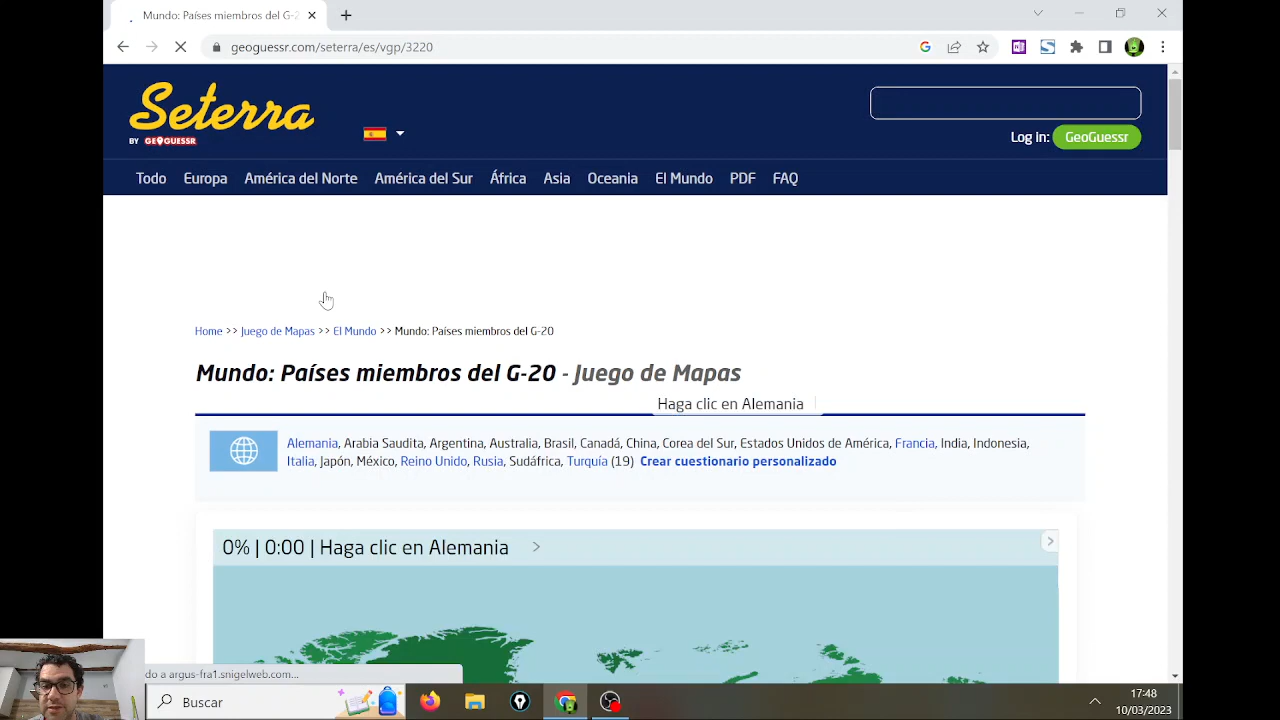 Mundo: Países miembros del G-2
geoguessr.com/seterra/es/vgp/3220
Seterra
BY GEOGUESSR
Log in: GeoGuessr
Todo Europa América del Norte América del Sur África Asia Oceania El Mundo PDF FAQ
Home >> Juego de Mapas >> El Mundo >> Mundo: Países miembros del G-20
Mundo: Países miembros del G-20 - Juego de Mapas
Haga clic en Alemania
Alemania, Arabia Saudita, Argentina, Australia, Brasil, Canadá, China, Corea del Sur, Estados Unidos de América, Francia, India, Indonesia,
Italia, Japón, México, Reino Unido, Rusia, Sudáfrica, Turquía (19) Crear cuestionario personalizado
0% | 0:00 | Haga clic en Alemania >
do a argus-fra1.snigelweb.com...
Buscar
17:48
10/03/2023